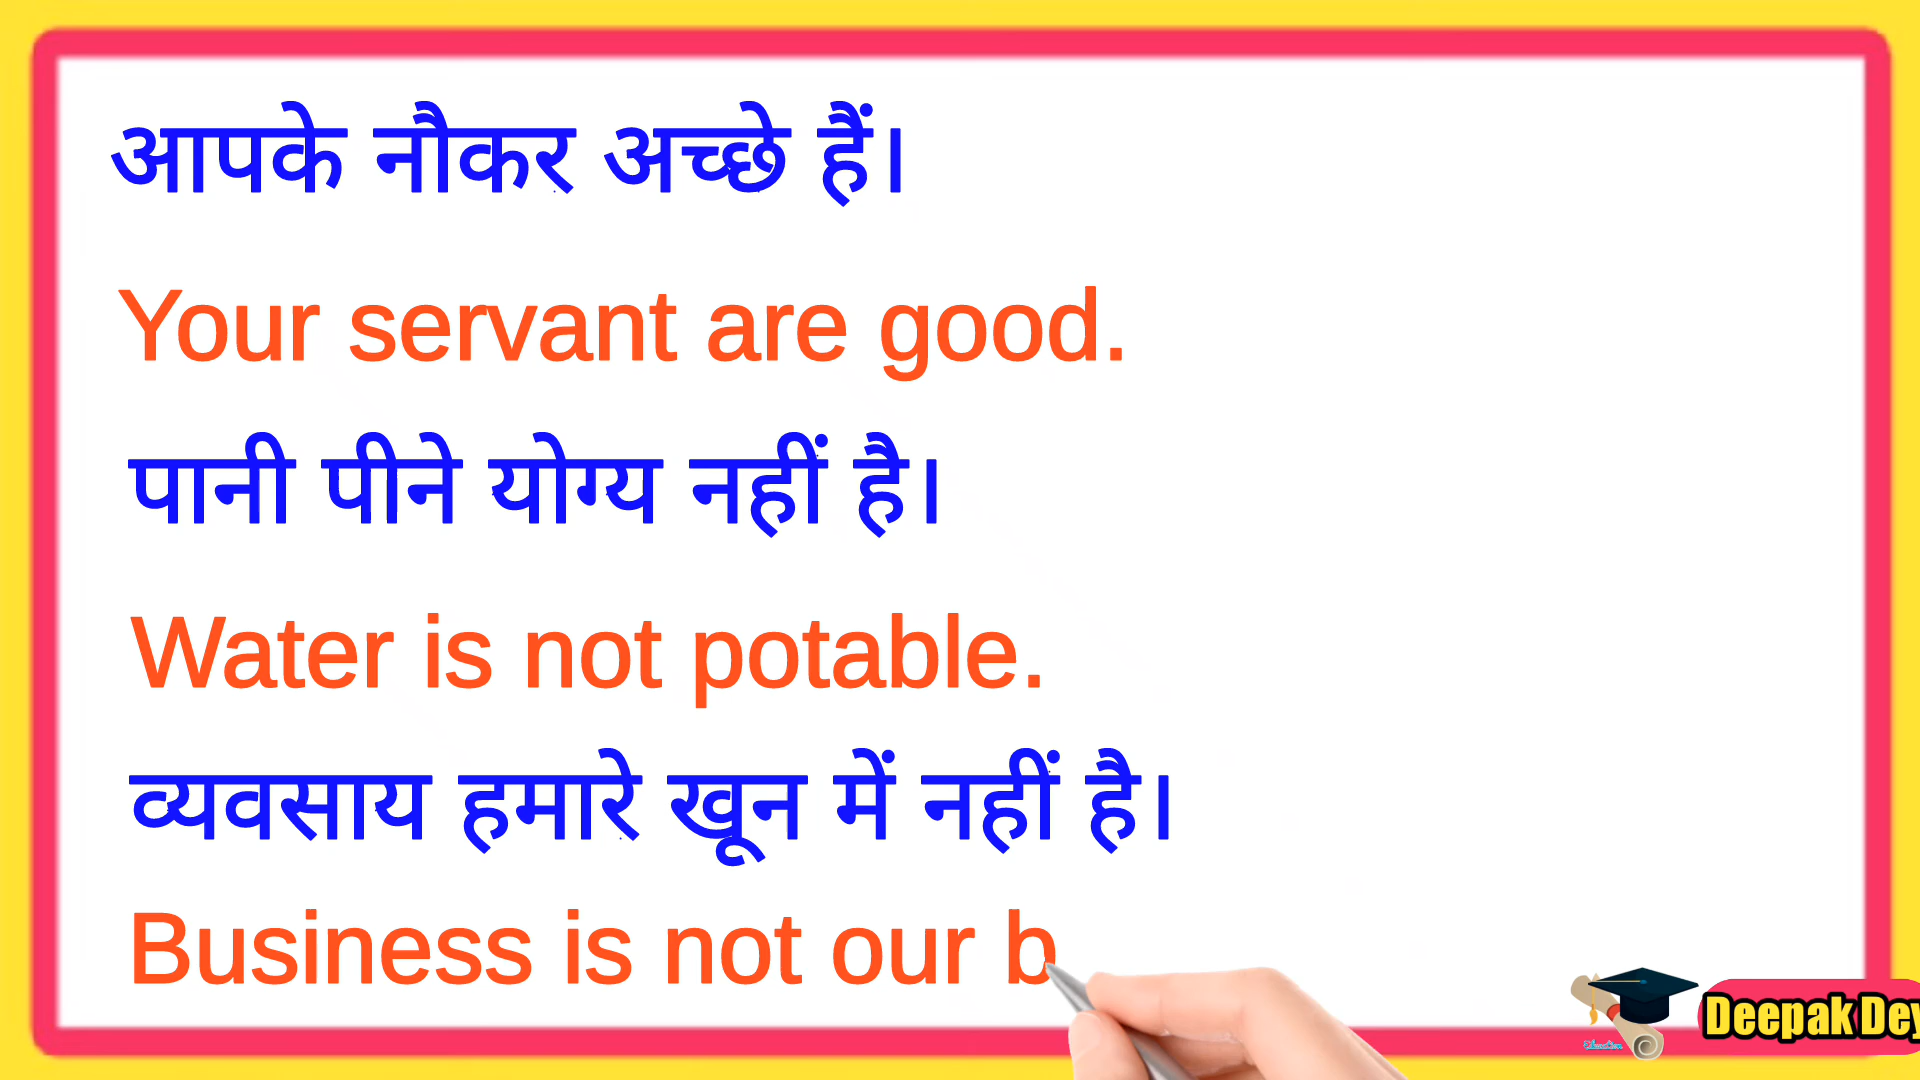 आपके नौकर अच्छे हैं।
Your servant are good.
पानी पीने योग्य नहीं है।
Water is not potable.
व्यवसाय हमारे खून में नहीं है।
Business is not our b
Education
Deepak Dey